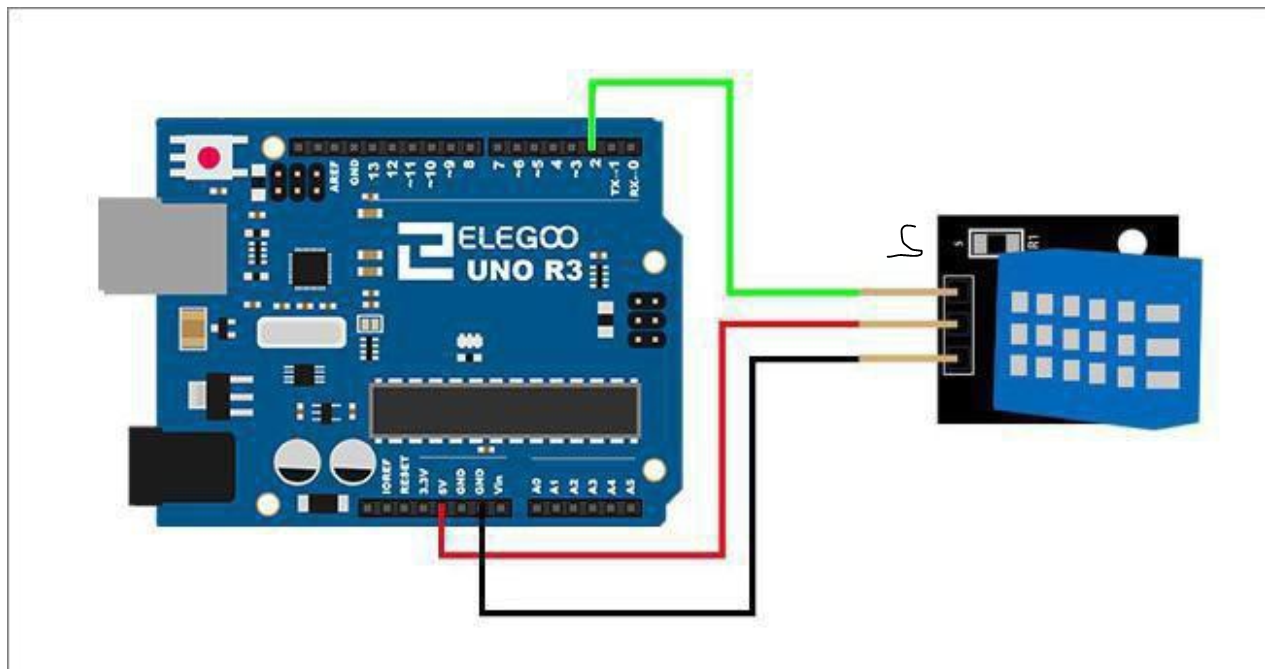 AREF
GND
13
12
~11
~10
~9
8
7
~6
~5
4
~3
2
TX→1
RX←0
ELEGOO
UNO R3
S
R1
IOREF
RESET
3.3V
5V
GND
GND
Vin
A0
A1
A2
A3
A4
A5